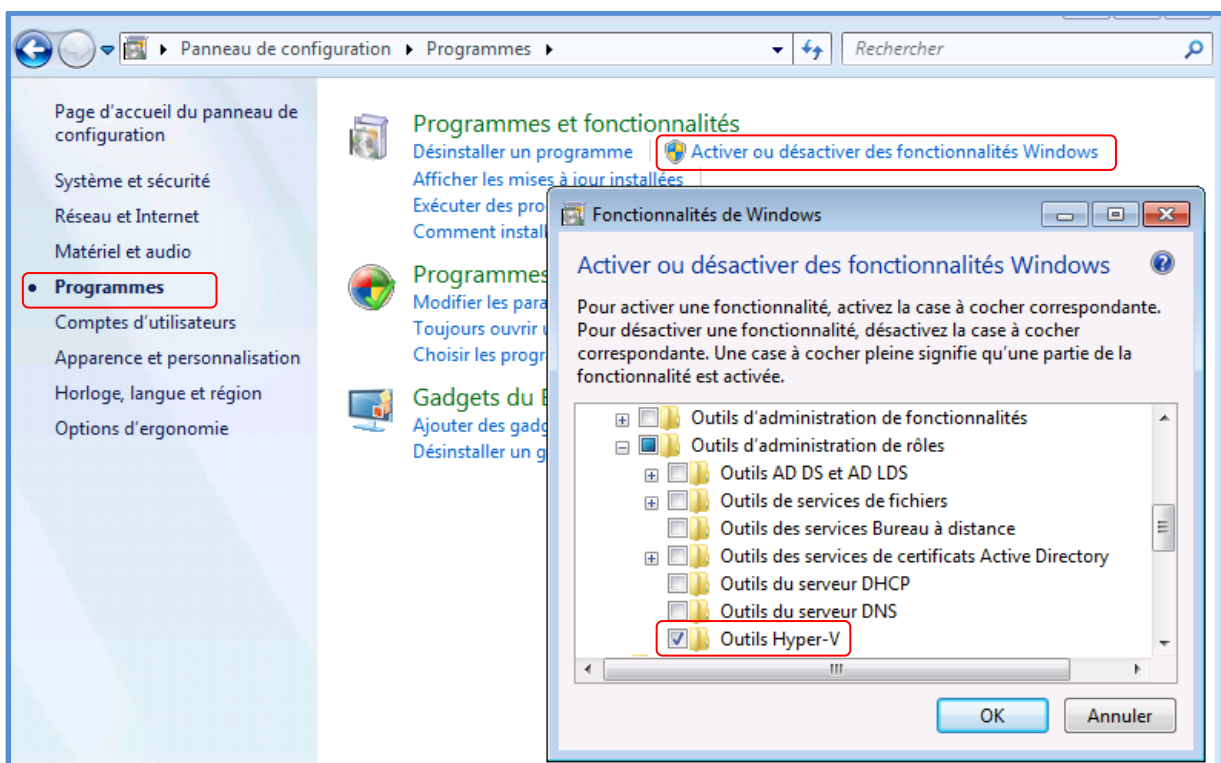 Panneau de configuration
Programmes
Rechercher
Page d'accueil du panneau de
configuration
Système et sécurité
Réseau et Internet
Matériel et audio
Programmes
Comptes d'utilisateurs
Apparence et personnalisation
Horloge, langue et région
Options d'ergonomie
Programmes et fonctionnalités
Désinstaller un programme
Activer ou désactiver des fonctionnalités Windows
Afficher les mises à jour installées
Exécuter des pro
Comment install
Programmes
Modifier les para
Toujours ouvrir
Choisir les progr
Gadgets du
Ajouter des gadg
Désinstaller un g
Fonctionnalités de Windows
Activer ou désactiver des fonctionnalités Windows
Pour activer une fonctionnalité, activez la case à cocher correspondante.
Pour désactiver une fonctionnalité, désactivez la case à cocher
correspondante. Une case à cocher pleine signifie qu'une partie de la
fonctionnalité est activée.
Outils d'administration de fonctionnalités
Outils d'administration de rôles
Outils AD DS et AD LDS
Outils de services de fichiers
Outils des services Bureau à distance
Outils des services de certificats Active Directory
Outils du serveur DHCP
Outils du serveur DNS
Outils Hyper-V
OK
Annuler